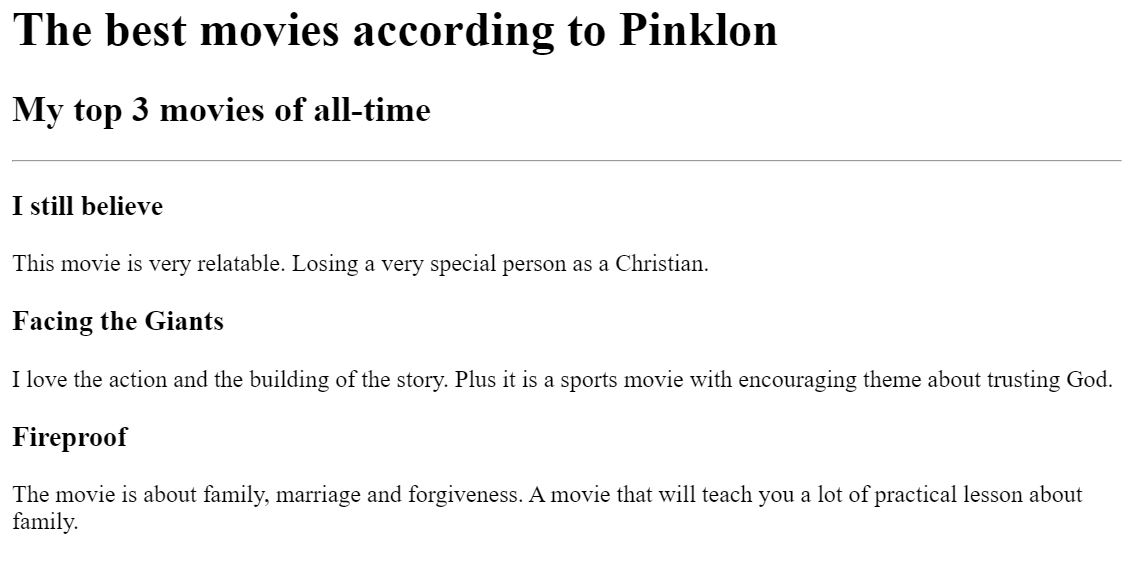 The best movies according to Pinklon
My top 3 movies of all-time
I still believe
This movie is very relatable. Losing a very special person as a Christian.
Facing the Giants
I love the action and the building of the story. Plus it is a sports movie with encouraging theme about trusting God.
Fireproof
The movie is about family, marriage and forgiveness. A movie that will teach you a lot of practical lesson about
family.